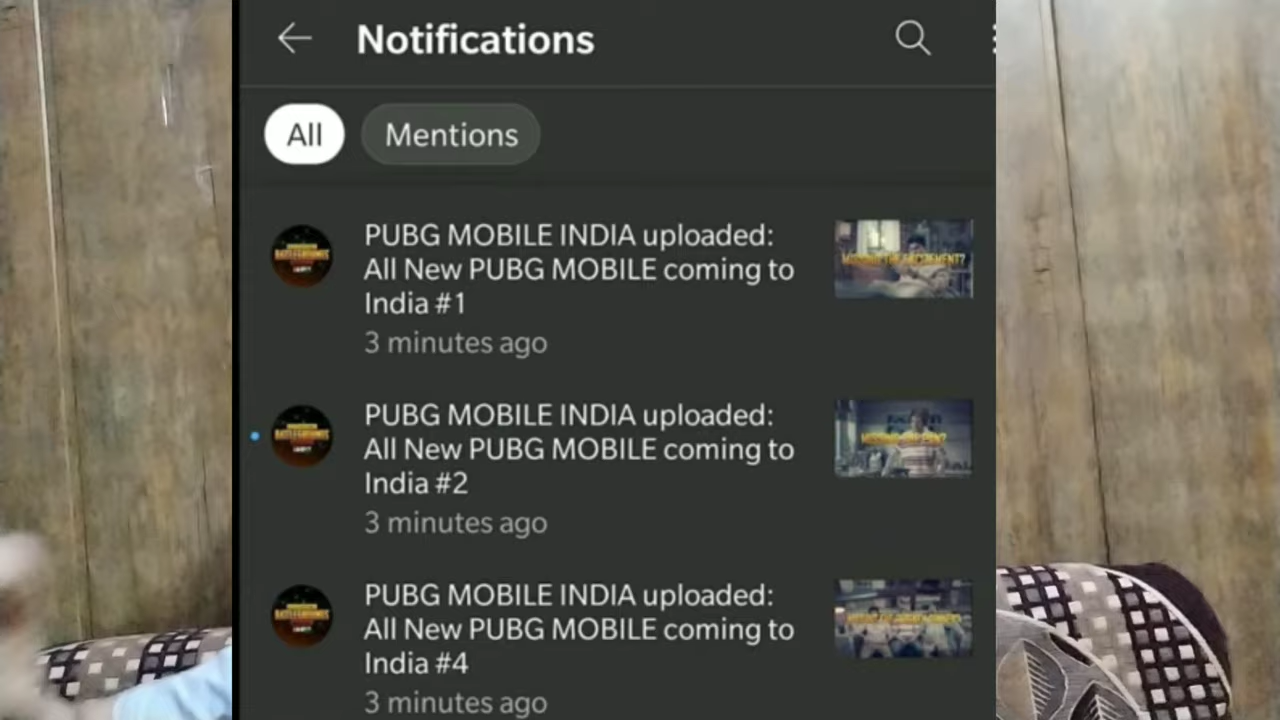 Notifications
All
Mentions
PUBG MOBILE INDIA uploaded:
All New PUBG MOBILE coming to
India #1
3 minutes ago
PUBG MOBILE INDIA uploaded:
All New PUBG MOBILE coming to
India #2
3 minutes ago
PUBG MOBILE INDIA uploaded:
All New PUBG MOBILE coming to
India #4
3 minutes ago